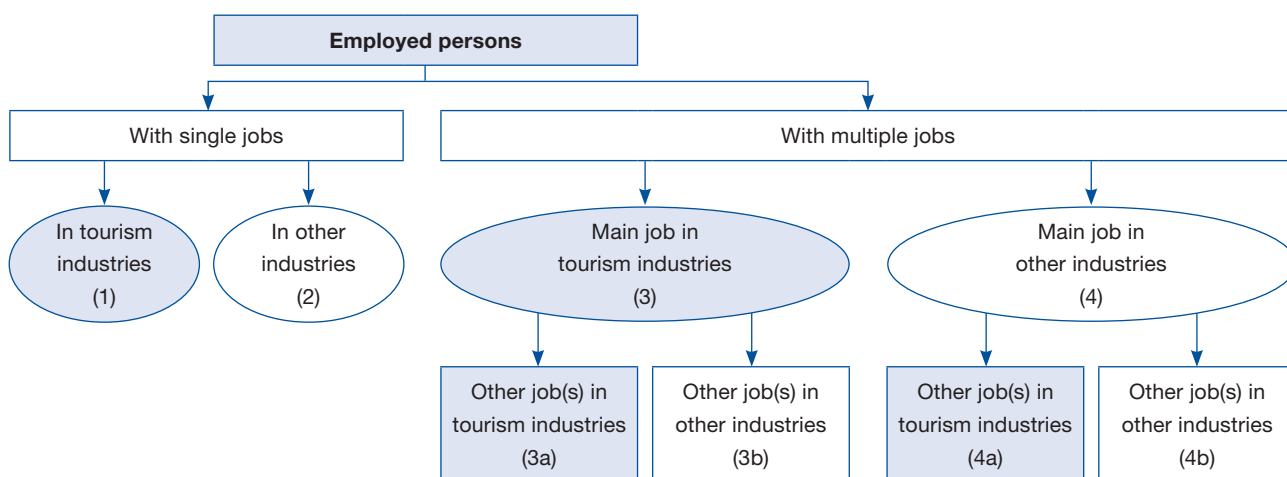 Employed persons
With single jobs
With multiple jobs
In tourism
industries
(1)
In other
industries
(2)
Main job in
tourism industries
(3)
Main job in
other industries
(4)
Other job(s) in
tourism industries
(3a)
Other job(s) in
other industries
(3b)
Other job(s) in
tourism industries
(4a)
Other job(s) in
other industries
(4b)